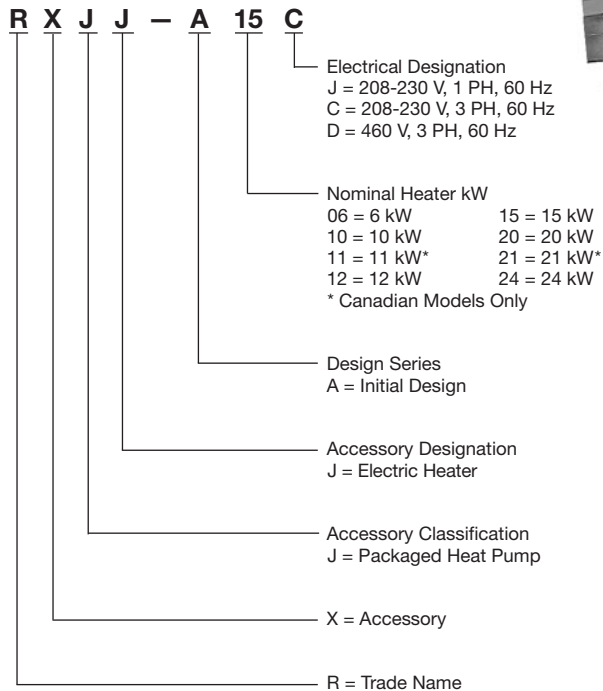 R X J J – A 15 C
Electrical Designation
J = 208-230 V, 1 PH, 60 Hz
C = 208-230 V, 3 PH, 60 Hz
D = 460 V, 3 PH, 60 Hz
Nominal Heater kW
06 = 6 kW 15 = 15 kW
10 = 10 kW 20 = 20 kW
11 = 11 kW* 21 = 21 kW*
12 = 12 kW 24 = 24 kW
* Canadian Models Only
Design Series
A = Initial Design
Accessory Designation
J = Electric Heater
Accessory Classification
J = Packaged Heat Pump
X = Accessory
R = Trade Name